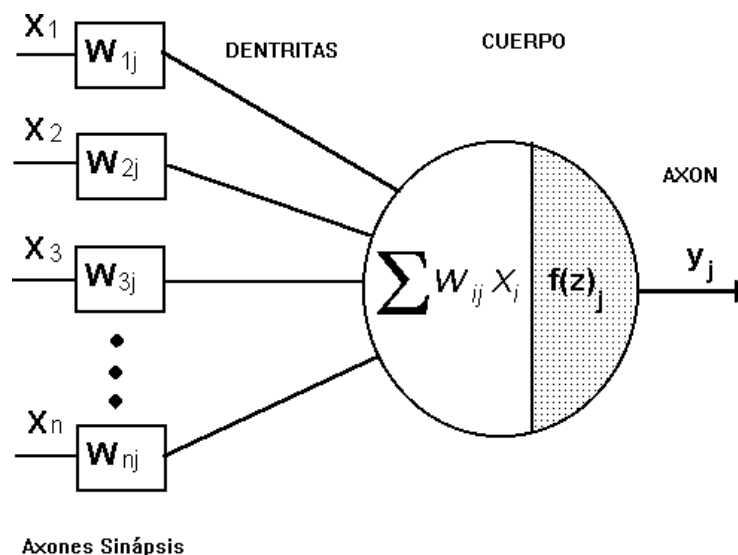 X1
W1j
DENTRITAS
CUERPO
X2
W2j
AXON
X3
W3j
∑ Wij Xi
f(z)j
yj
Xn
Wnj
Axones Sinápsis